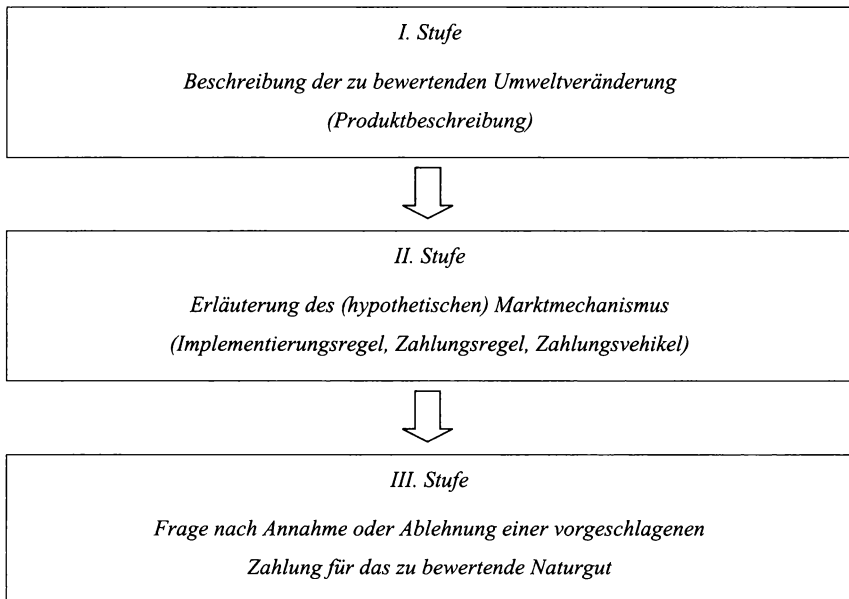 I. Stufe
Beschreibung der zu bewertenden Umweltveränderung
(Produktbeschreibung)
II. Stufe
Erläuterung des (hypothetischen) Marktmechanismus
(Implementierungsregel, Zahlungsregel, Zahlungsvehikel)
III. Stufe
Frage nach Annahme oder Ablehnung einer vorgeschlagenen
Zahlung für das zu bewertende Naturgut